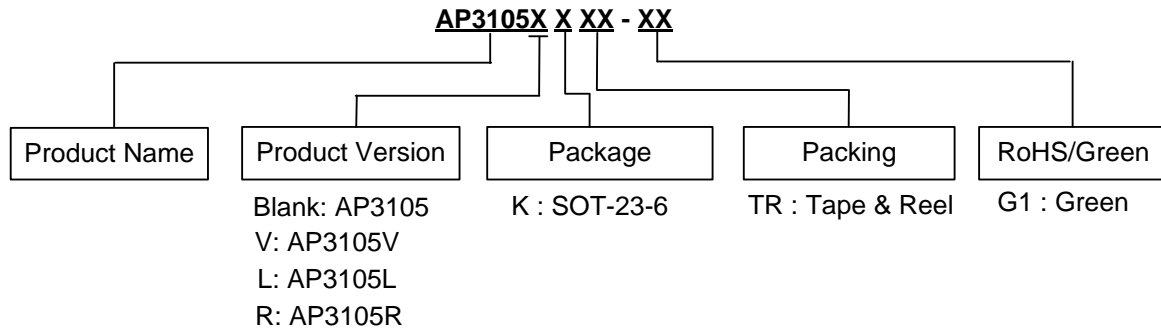 AP3105X X XX - XX
Product Name Product Version Package Packing RoHS/Green
Blank: AP3105 K : SOT-23-6 TR : Tape & Reel G1 : Green
V: AP3105V
L: AP3105L
R: AP3105R